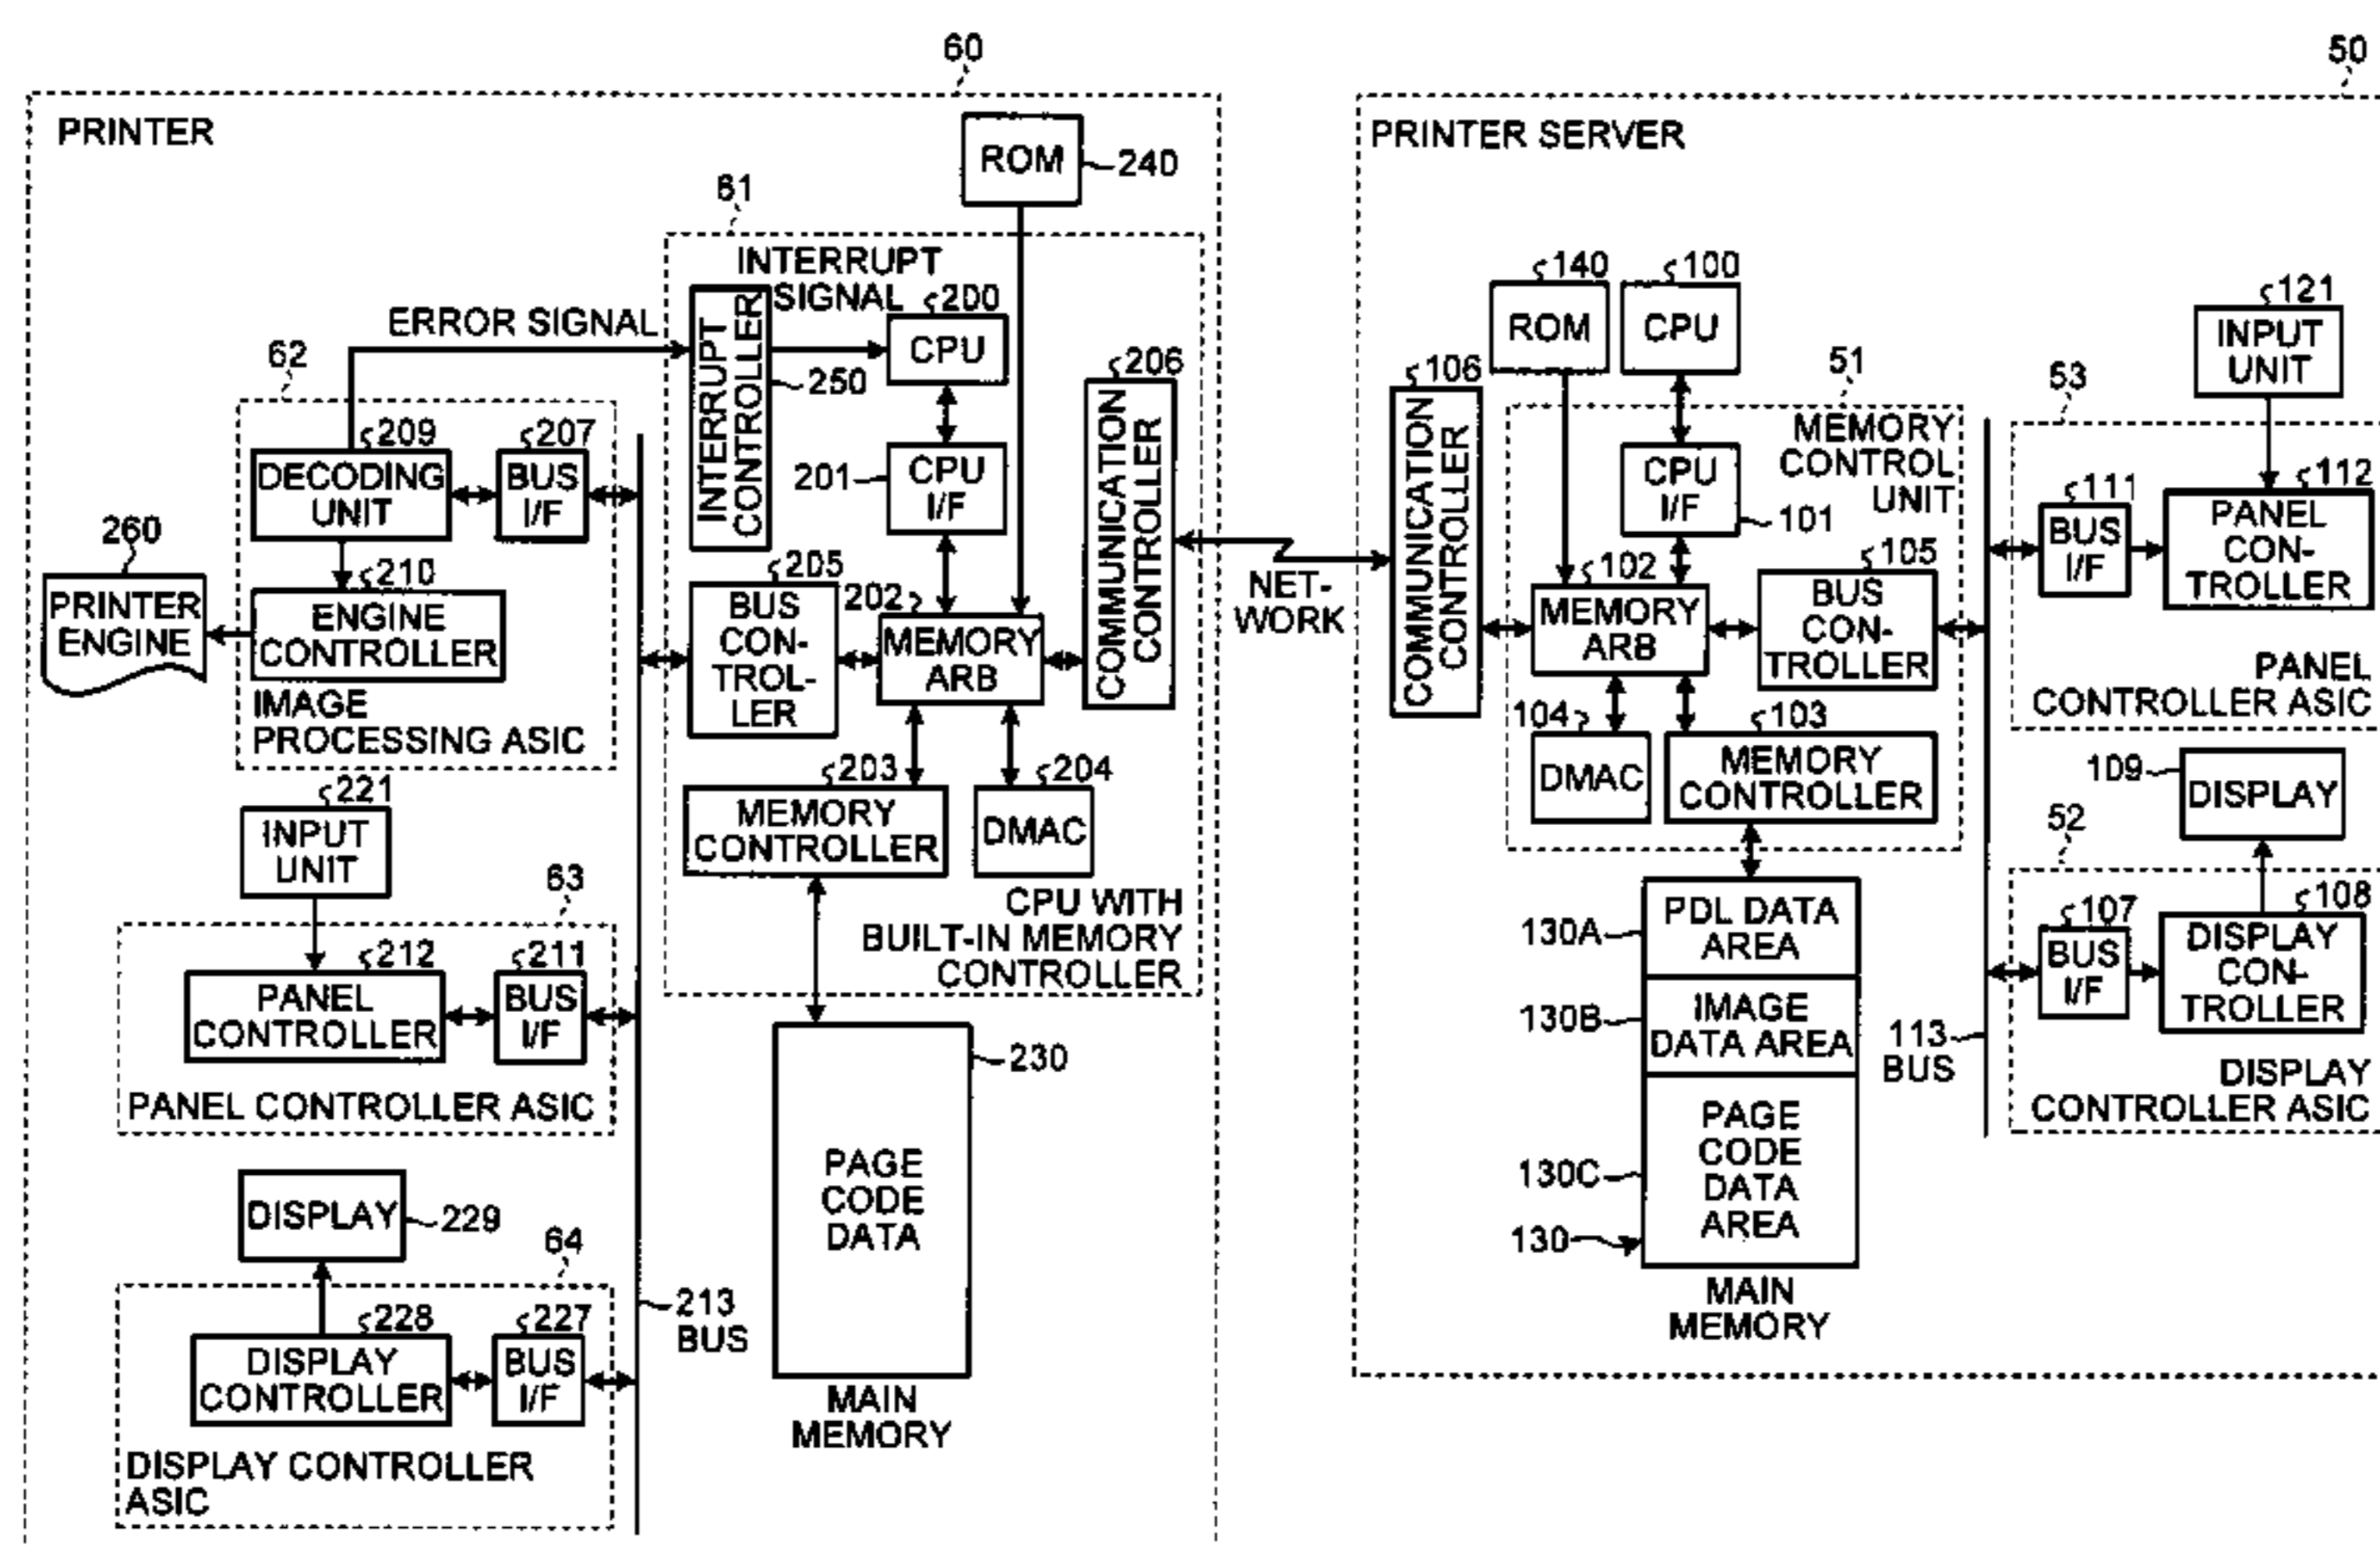 60
PRINTER
ROM
240
61
INTERRUPT
SIGNAL
200
ERROR SIGNAL
INTERRUPT
CONTROLLER
250
CPU
206
62
209
207
DECODING
UNIT
BUS
I/F
201
CPU
I/F
COMMUNICATION
CONTROLLER
260
PRINTER
ENGINE
210
ENGINE
CONTROLLER
IMAGE
PROCESSING ASIC
205
BUS
CON-
TROL-
LER
202
MEMORY
ARB
203
MEMORY
CONTROLLER
204
DMAC
CPU WITH
BUILT-IN MEMORY
CONTROLLER
221
INPUT
UNIT
63
212
211
PANEL
CONTROLLER
BUS
I/F
PANEL CONTROLLER ASIC
230
PAGE
CODE
DATA
MAIN
MEMORY
DISPLAY
229
64
228
227
DISPLAY
CONTROLLER
BUS
I/F
DISPLAY CONTROLLER
ASIC
213
BUS
NET-
WORK
50
PRINTER SERVER
140
ROM
100
CPU
51
MEMORY
CONTROL
UNIT
106
COMMUNICATION
CONTROLLER
CPU
I/F
101
102
MEMORY
ARB
105
BUS
CON-
TROLLER
104
DMAC
103
MEMORY
CONTROLLER
130A
PDL DATA
AREA
130B
IMAGE
DATA AREA
130C
PAGE
CODE
DATA
AREA
130
MAIN
MEMORY
113
BUS
121
INPUT
UNIT
53
111
BUS
I/F
112
PANEL
CON-
TROLLER
PANEL
CONTROLLER ASIC
109
DISPLAY
52
107
BUS
I/F
108
DISPLAY
CON-
TROLLER
DISPLAY
CONTROLLER ASIC